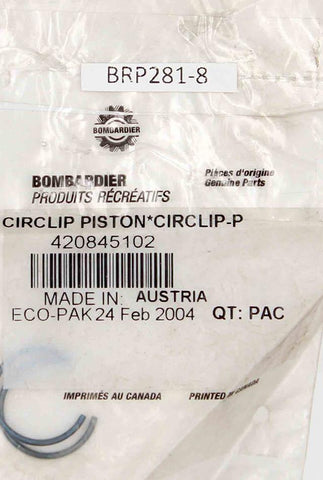 BRP281-8
BOMBARDIER
BOMBARDIER
PRODUITS RÉCRÉATIFS
Pièces d'origine
Genuine Parts
CIRCLIP PISTON*CIRCLIP-P
420845102
MADE IN: AUSTRIA
ECO-PAK 24 Feb 2004 QT: PAC
IMPRIMÉS AU CANADA
PRINTED IN CANADA